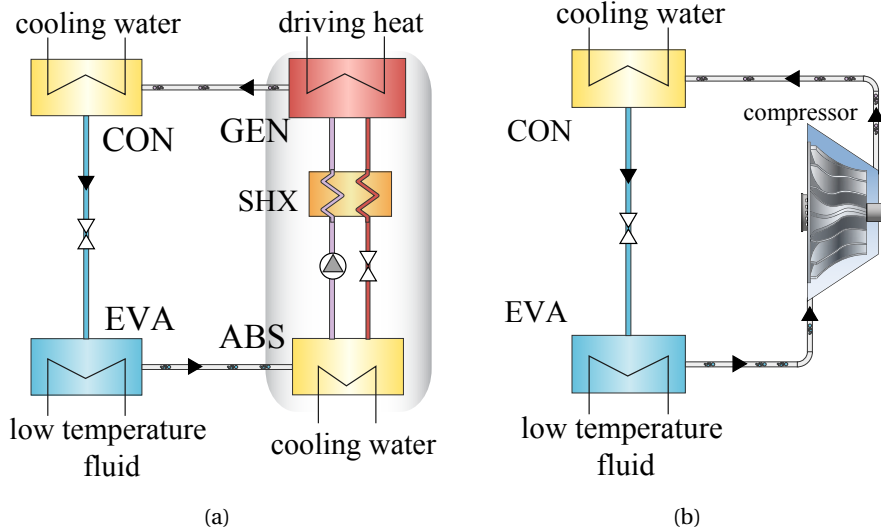 cooling water
driving heat
CON
GEN
SHX
EVA
ABS
low temperature
fluid
cooling water
(a)
cooling water
compressor
CON
EVA
low temperature
fluid
(b)